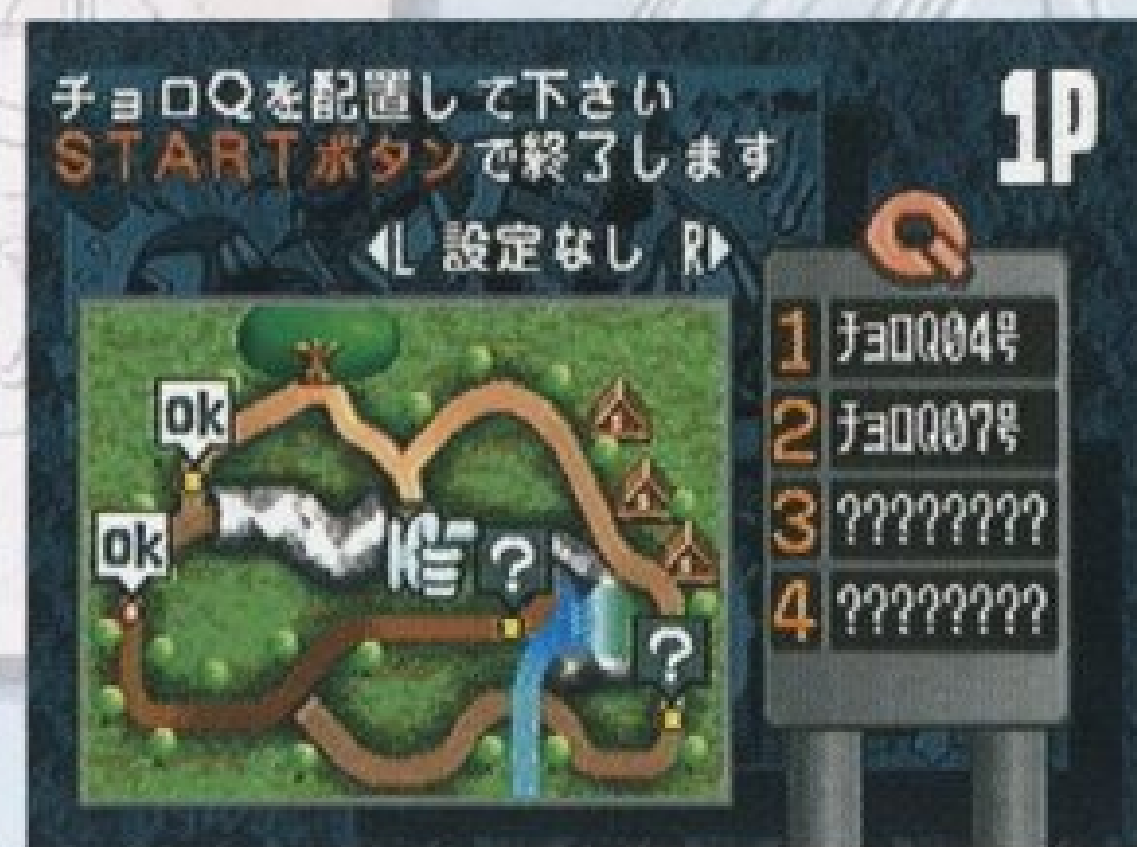 チョロQを配置して下さい
STARTボタンで終了します
1P
L 設定なし R
Ok
Ok
?
?
1 チョロQ04号
2 チョロQ07号
3 ????????
4 ????????